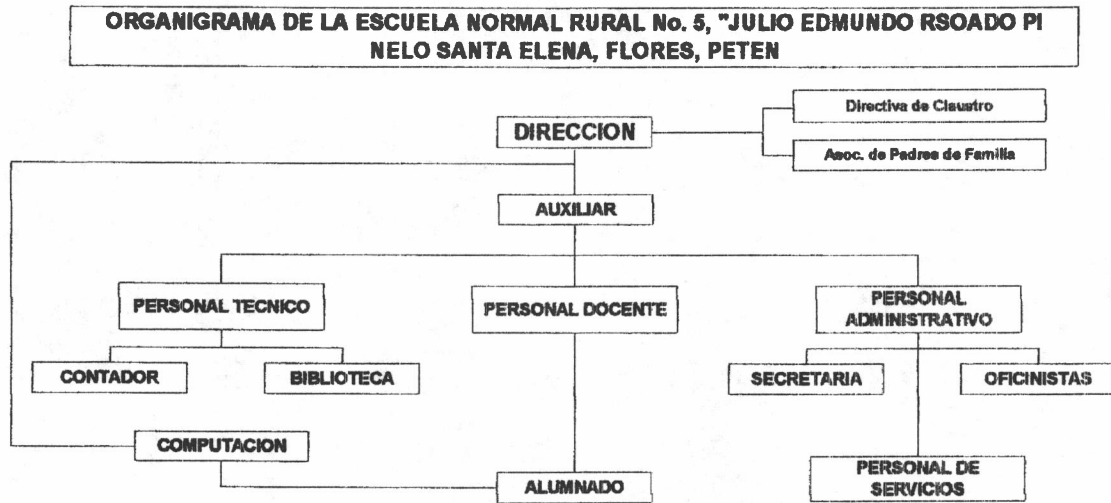 ORGANIGRAMA DE LA ESCUELA NORMAL RURAL No. 5, "JULIO EDMUNDO RSOADO PI
NELO SANTA ELENA, FLORES, PETEN
Directiva de Claustro
DIRECCION
Asoc. de Padres de Familia
AUXILIAR
PERSONAL TECNICO
PERSONAL DOCENTE
PERSONAL
ADMINISTRATIVO
CONTADOR
BIBLIOTECA
SECRETARIA
OFICINISTAS
COMPUTACION
ALUMNADO
PERSONAL DE
SERVICIOS